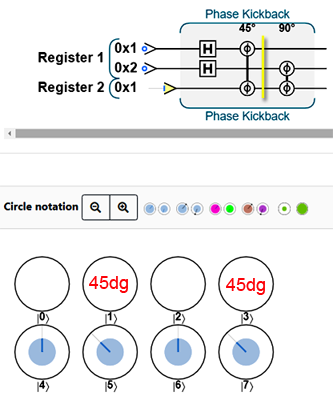 Phase Kickback
45° 90°
Register 1
0x1
H
0x2
H
Register 2
0x1
Phase Kickback
Circle notation
45dg
45dg
|0⟩ |1⟩ |2⟩ |3⟩
|4⟩ |5⟩ |6⟩ |7⟩